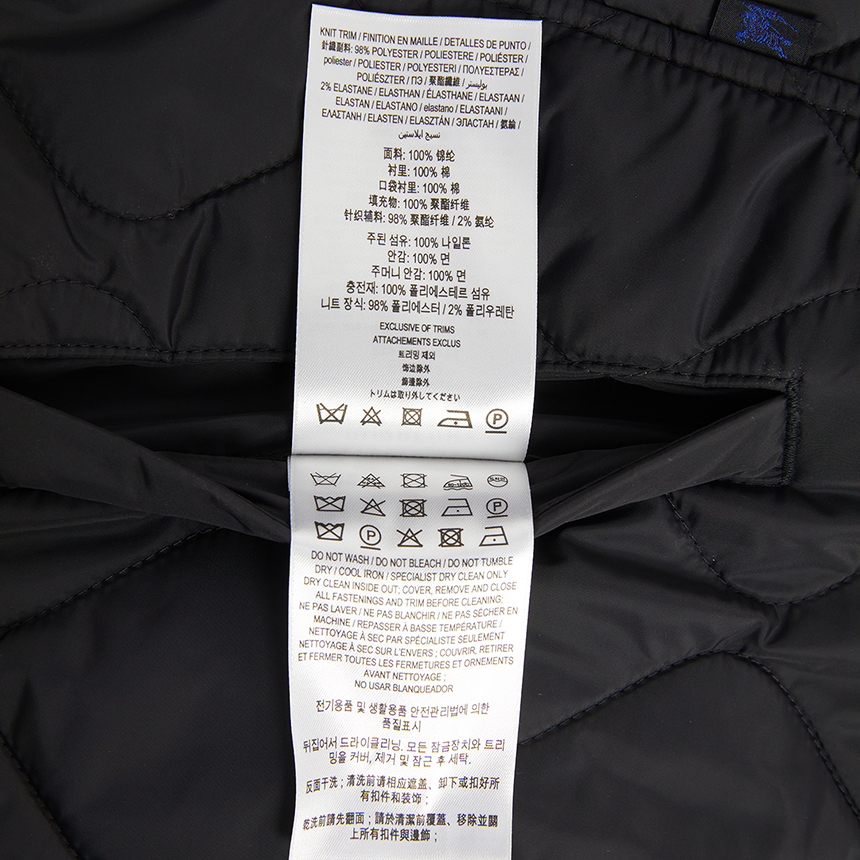 KNIT TRIM / FINITION EN MAILLE / DETALLES DE PUNTO /
針織副料: 98% POLYESTER / POLIESTERE / POLIÉSTER /
poliester / POLIESTER / POLYESTERI / ΠΟΛΥΕΣΤΕΡΑΣ /
POLIÉSZTER / ПЭ / 聚酯纖維 / بوليستر /
2% ELASTANE / ELASTHAN / ÉLASTHANE / ELASTAAN /
ELASTAN / ELASTANO / elastano / ELASTAANI /
ΕΛΑΣΤΑΝΗ / ELASTEN / ELASZTÁN / ЭЛАСТАН / 氨綸 /
نسيج ايلاستين
面料: 100% 锦纶
衬里: 100% 棉
口袋衬里: 100% 棉
填充物: 100% 聚酯纤维
针织辅料: 98% 聚酯纤维 / 2% 氨纶
주된 섬유: 100% 나일론
안감: 100% 면
주머니 안감: 100% 면
충전재: 100% 폴리에스테르 섬유
니트 장식: 98% 폴리에스터 / 2% 폴리우레탄
EXCLUSIVE OF TRIMS
ATTACHEMENTS EXCLUS
트리밍 제외
饰边除外
飾邊除外
トリムは取り外してください
P
P
P
DO NOT WASH / DO NOT BLEACH / DO NOT TUMBLE
DRY / COOL IRON / SPECIALIST DRY CLEAN ONLY
DRY CLEAN INSIDE OUT; COVER, REMOVE AND CLOSE
ALL FASTENINGS AND TRIM BEFORE CLEANING;
NE PAS LAVER / NE PAS BLANCHIR / NE PAS SÉCHER EN
MACHINE / REPASSER À BASSE TEMPÉRATURE /
NETTOYAGE À SEC PAR SPÉCIALISTE SEULEMENT
NETTOYAGE À SEC SUR L'ENVERS ; COUVRIR, RETIRER
ET FERMER TOUTES LES FERMETURES ET ORNEMENTS
AVANT NETTOYAGE ;
NO USAR BLANQUEADOR
전기용품 및 생활용품 안전관리법에 의한
품질표시
뒤집어서 드라이클리닝. 모든 잠금장치와 트리
밍을 커버, 제거 및 잠근 후 세탁.
反面干洗 ; 清洗前请相应遮盖、卸下或扣好所
有扣件和装饰 ;
乾洗前請先翻面 ; 請於清潔前覆蓋、移除並關
上所有扣件與邊飾 ;